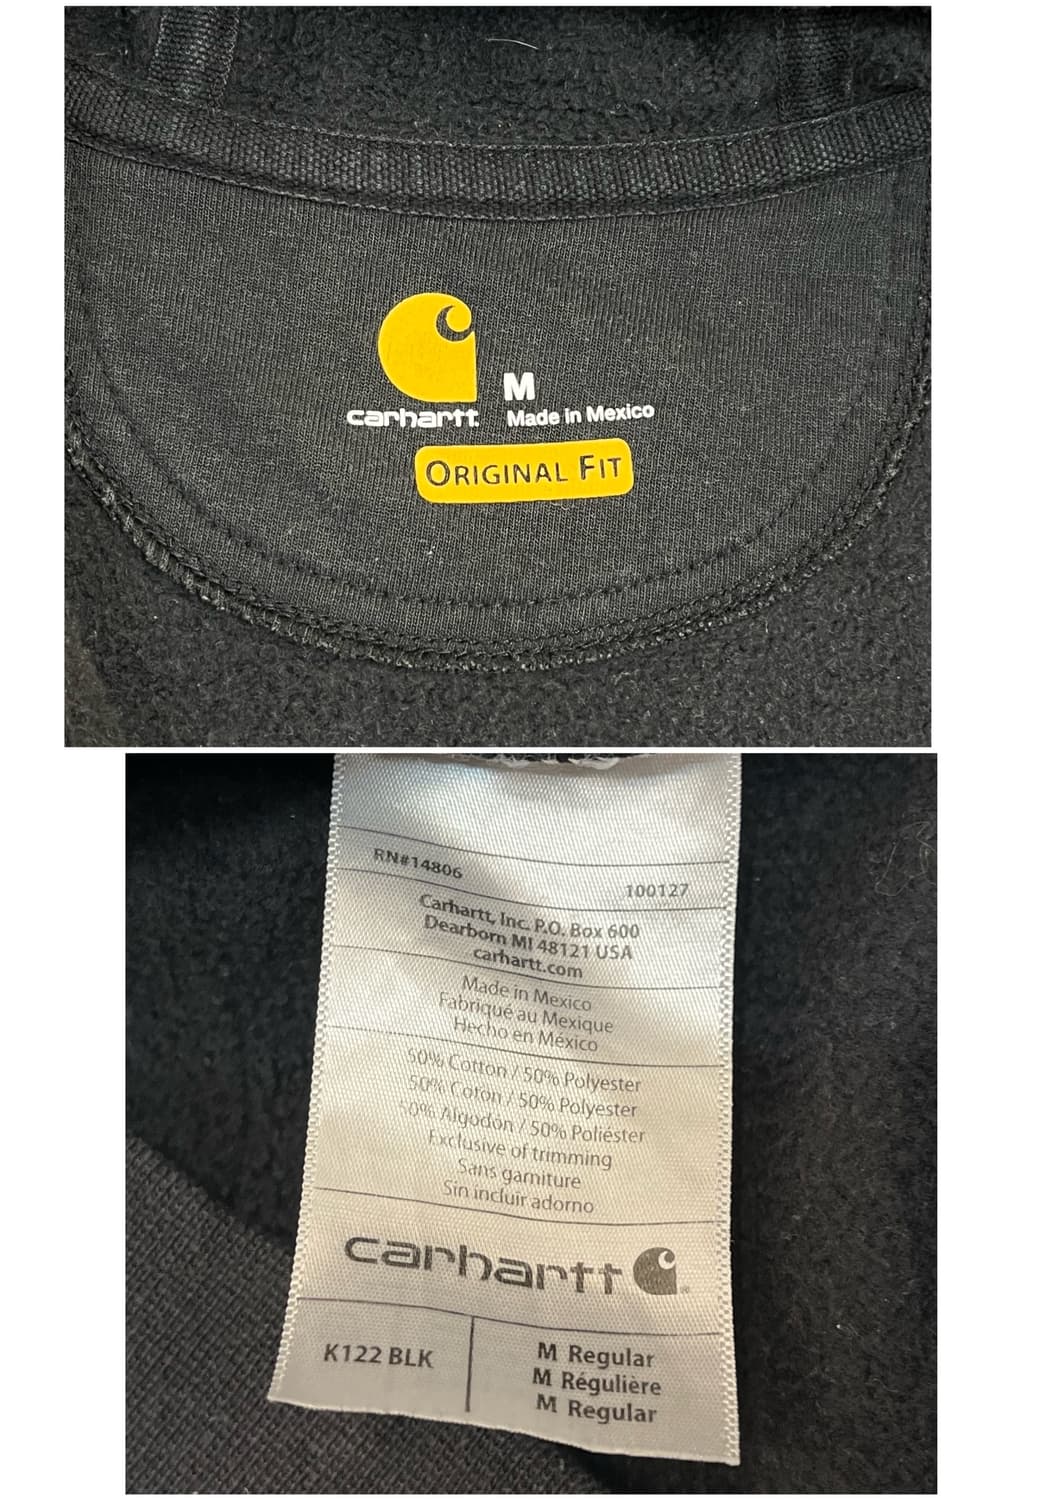 M
carhartt. Made in Mexico
ORIGINAL FIT
RN#14806
100127
Carhartt, Inc. P.O. Box 600
Dearborn MI 48121 USA
carhartt.com
Made in Mexico
Fabriqué au Mexique
Hecho en México
50% Cotton / 50% Polyester
50% Coton / 50% Polyester
50% Algodón / 50% Poliéster
Exclusive of trimming
Sans garniture
Sin incluir adorno
carhartt
K122 BLK
M Regular
M Régulière
M Regular